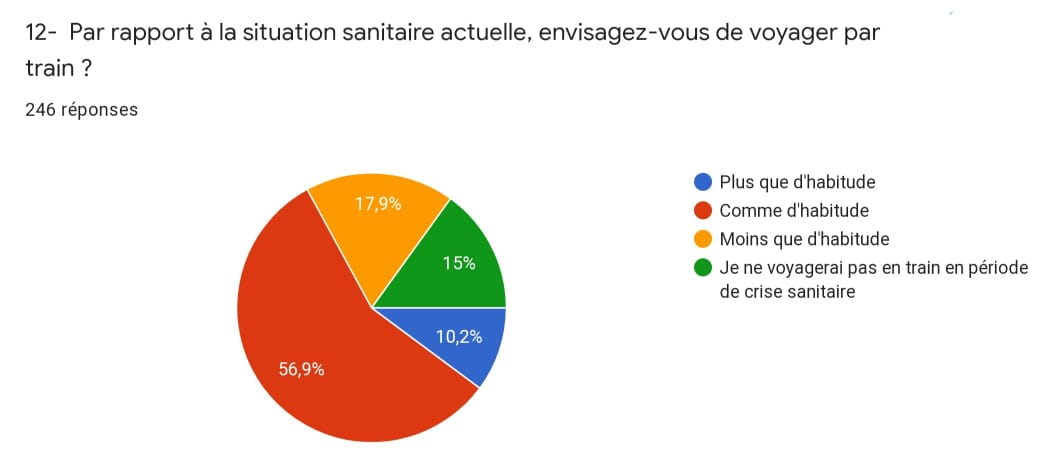 12-  Par rapport à la situation sanitaire actuelle, envisagez-vous de voyager par
train ?
246 réponses
Plus que d'habitude
Comme d'habitude
Moins que d'habitude
Je ne voyagerai pas en train en période
de crise sanitaire
17,9%
15%
10,2%
56,9%